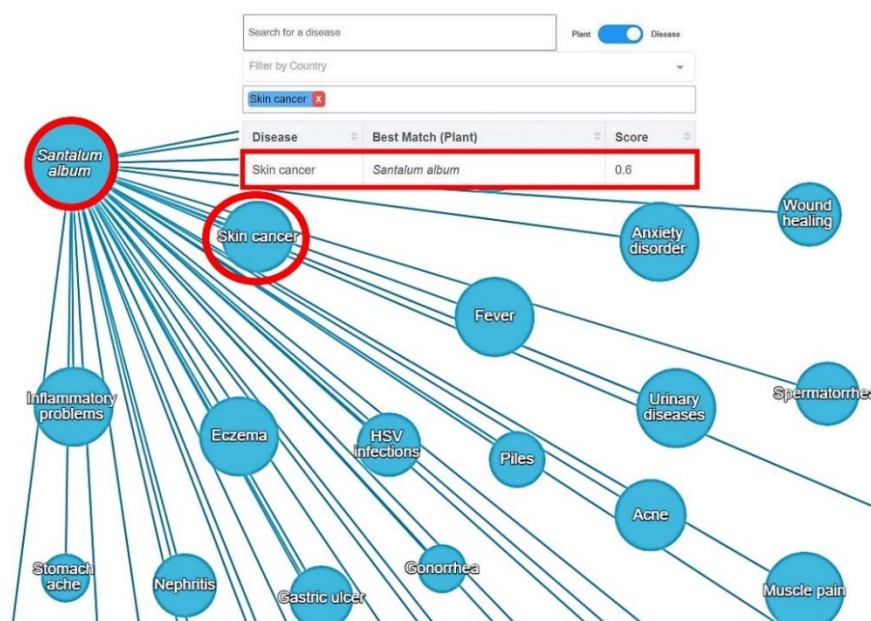 Search for a disease
Plant Disease
Filter by Country
Skin cancer x
Disease Best Match (Plant) Score
Skin cancer Santalum album 0.6
Santalum
album
Skin cancer
Anxiety
disorder
Wound
healing
Fever
Inflammatory
problems
Eczema
HSV
infections
Piles
Urinary
diseases
Spermatorrhea
Acne
Stomach
ache
Nephritis
Gastric ulcer
Gonorrhea
Muscle pain